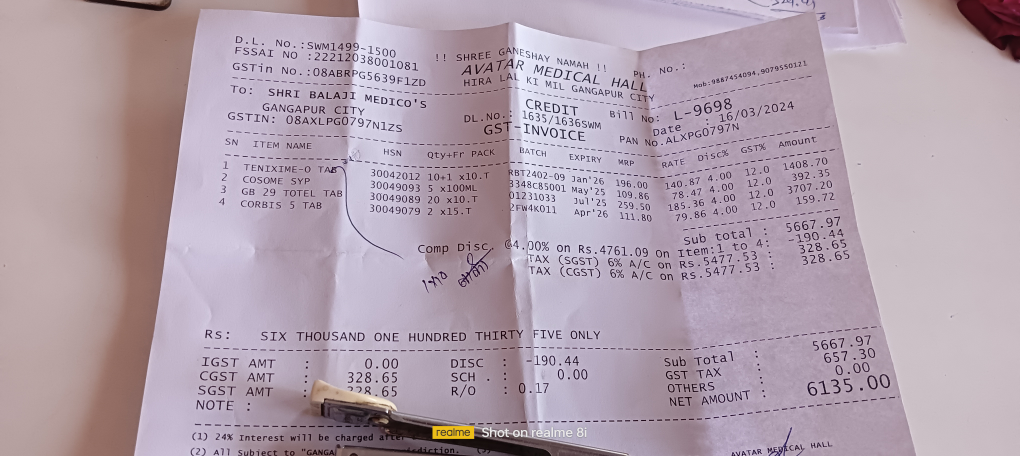 D.L. No.:SWM1499-1500
FSSAI NO :22212038001081
GSTin No.:08ABRPG5639F1ZD
!! SHREE GANESHAY NAMAH !!
AVATAR MEDICAL HALL
HIRA LAL KI MIL GANGAPUR CITY
PH. NO.:
Mob:9887454094,9079550121
TO: SHRI BALAJI MEDICO'S
GANGAPUR CITY
GSTIN: 08AXLPG0797N1ZS
CREDIT
DL.No.: 1635/1636SWM
GST-INVOICE
Bill No: L-9698
Date : 16/03/2024
PAN No.ALXPG0797N
SN ITEM NAME HSN Qty+Fr PACK BATCH EXPIRY MRP RATE Disc% GST% Amount
1 TENIXIME-O TAB 30042012 10+1 x10.T RBT2402-09 Jan'26 196.00 140.87 4.00 12.0 1408.70
2 COSOME SYP 30049093 5 x100ML 3348C85001 May'25 109.86 78.47 4.00 12.0 392.35
3 GB 29 TOTEL TAB 30049089 20 x10.T 01231033 Jul'25 259.50 185.36 4.00 12.0 3707.20
4 CORBIS 5 TAB 30049079 2 x15.T 2FW4K011 Apr'26 111.80 79.86 4.00 12.0 159.72
Sub total : 5667.97
Comp Disc. @4.00% on Rs.4761.09 on Item:1 to 4: -190.44
TAX (SGST) 6% A/C on RS.5477.53 : 328.65
TAX (CGST) 6% A/C on RS.5477.53 : 328.65
Rs: SIX THOUSAND ONE HUNDRED THIRTY FIVE ONLY
IGST AMT : 0.00 DISC : -190.44 Sub Total : 5667.97
CGST AMT : 328.65 SCH . : 0.00 GST TAX : 657.30
SGST AMT : 328.65 R/O : 0.17 OTHERS : 0.00
NOTE : NET AMOUNT : 6135.00
(1) 24% Interest will be charged after
(2) All Subject to "GANGA
AVATAR MEDICAL HALL
realme Shot on realme 8i